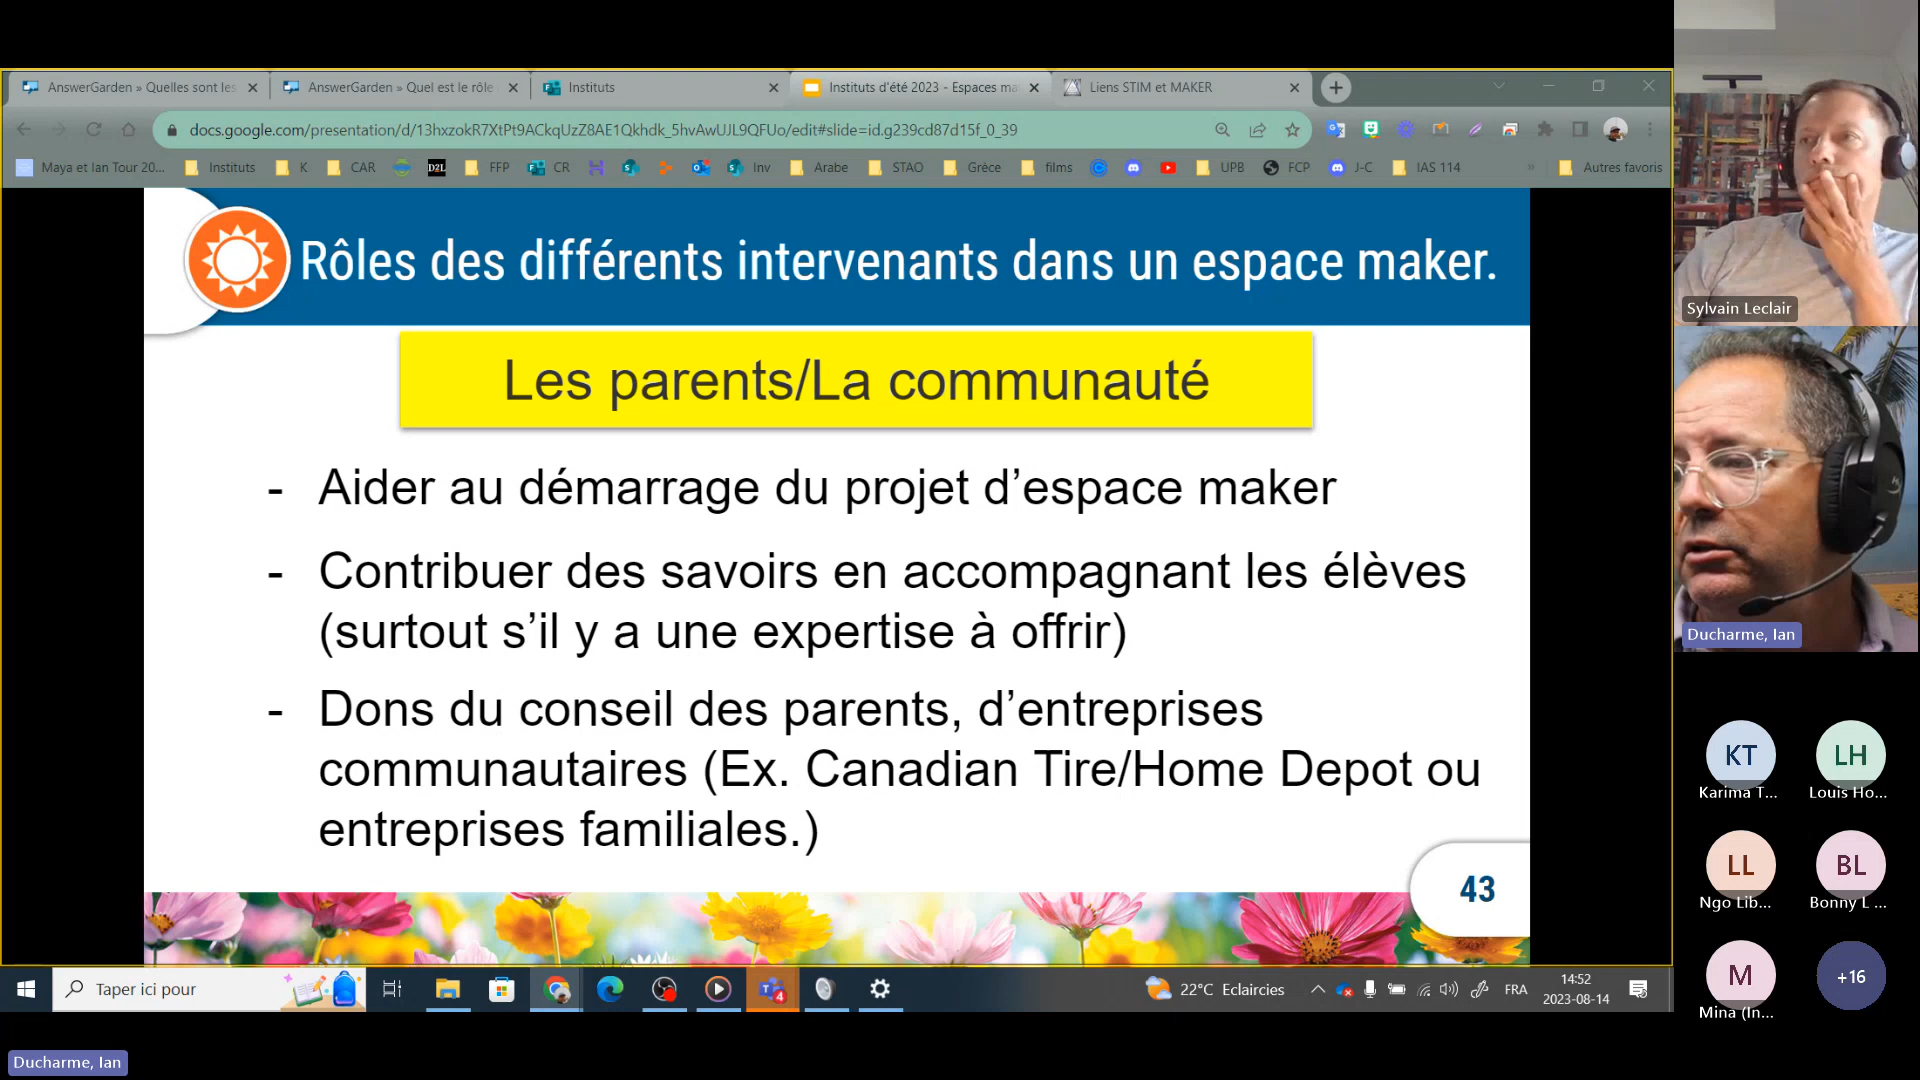 AnswerGarden » Quelles sont les
AnswerGarden » Quel est le rôle
Instituts
Instituts d'été 2023 - Espaces ma
Liens STIM et MAKER
docs.google.com/presentation/d/13hxzokR7XtPt9ACkqUzZ8AE1Qkhdk_5hvAwUJL9QFUo/edit#slide=id.g239cd87d15f_0_39
Maya et Ian Tour 20...
Instituts
K
CAR
D2L
FFP
CR
Inv
Arabe
STAO
Grèce
films
UPB
FCP
J-C
IAS 114
»
Autres favoris
Rôles des différents intervenants dans un espace maker.
Les parents/La communauté
- Aider au démarrage du projet d'espace maker
- Contribuer des savoirs en accompagnant les élèves
(surtout s'il y a une expertise à offrir)
- Dons du conseil des parents, d'entreprises
communautaires (Ex. Canadian Tire/Home Depot ou
entreprises familiales.)
43
Taper ici pour
4
22°C Eclaircies
FRA
14:52
2023-08-14
Ducharme, Ian
Sylvain Leclair
Ducharme, Ian
KT
Karima T...
LH
Louis Ho...
LL
Ngo Lib...
BL
Bonny L ...
M
Mina (In...
+16